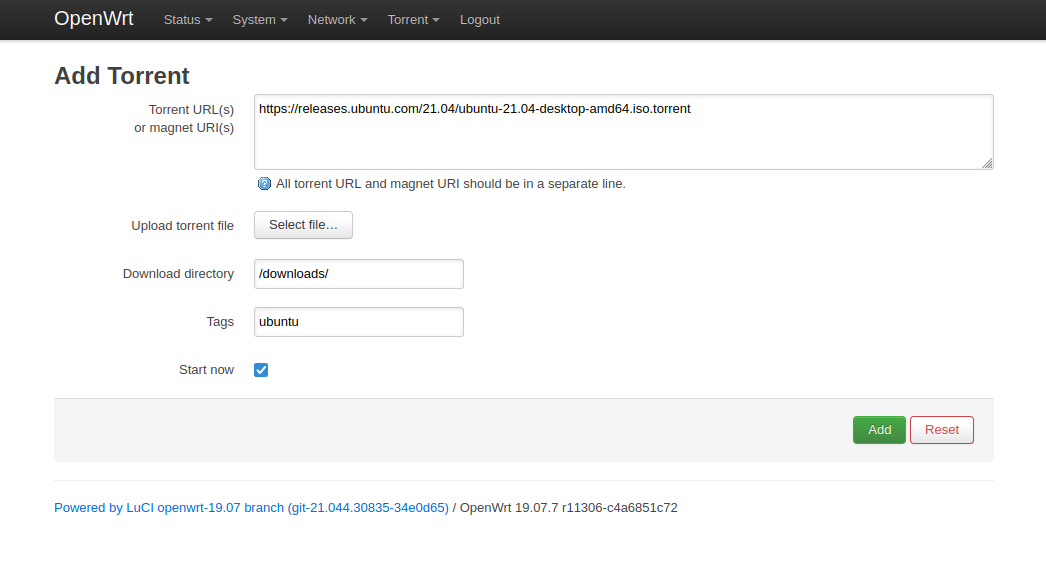 OpenWrt Status System Network Torrent Logout
Add Torrent
Torrent URL(s)
or magnet URI(s)
https://releases.ubuntu.com/21.04/ubuntu-21.04-desktop-amd64.iso.torrent
All torrent URL and magnet URI should be in a separate line.
Upload torrent file Select file...
Download directory /downloads/
Tags ubuntu
Start now
Add Reset
Powered by LuCI openwrt-19.07 branch (git-21.044.30835-34e0d65) / OpenWrt 19.07.7 r11306-c4a6851c72